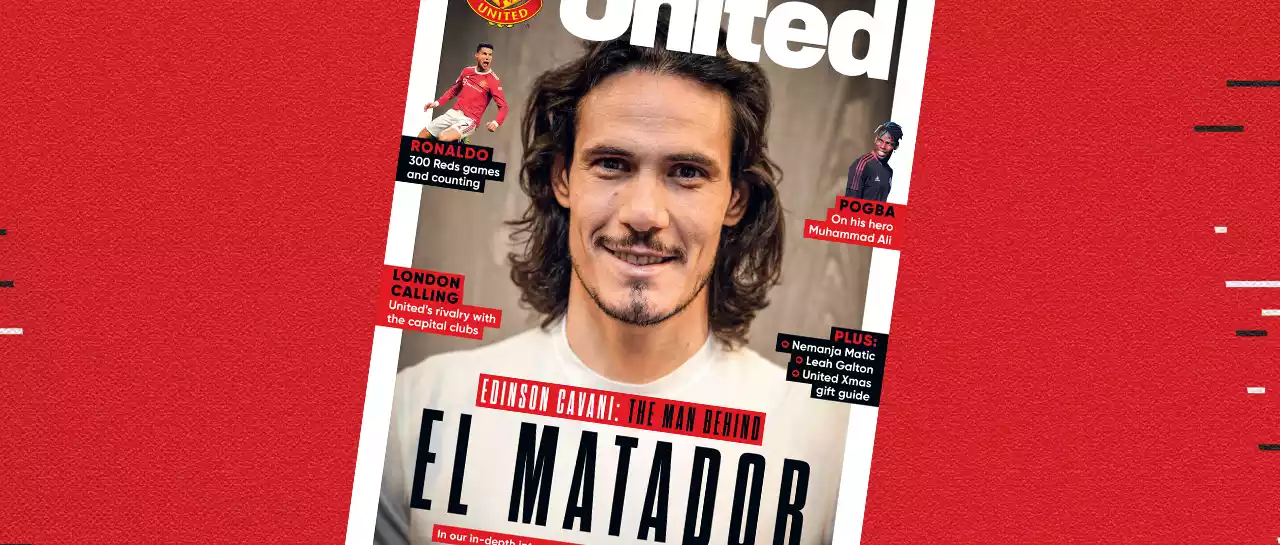 UNITED
United
RONALDO
300 Reds games
and counting
POGBA
On his hero
Muhammad Ali
LONDON
CALLING
United's rivalry with
the capital clubs
PLUS:
Nemanja Matic
Leah Galton
United Xmas
gift guide
EDINSON CAVANI: THE MAN BEHIND
EL MATADOR
In our in-depth